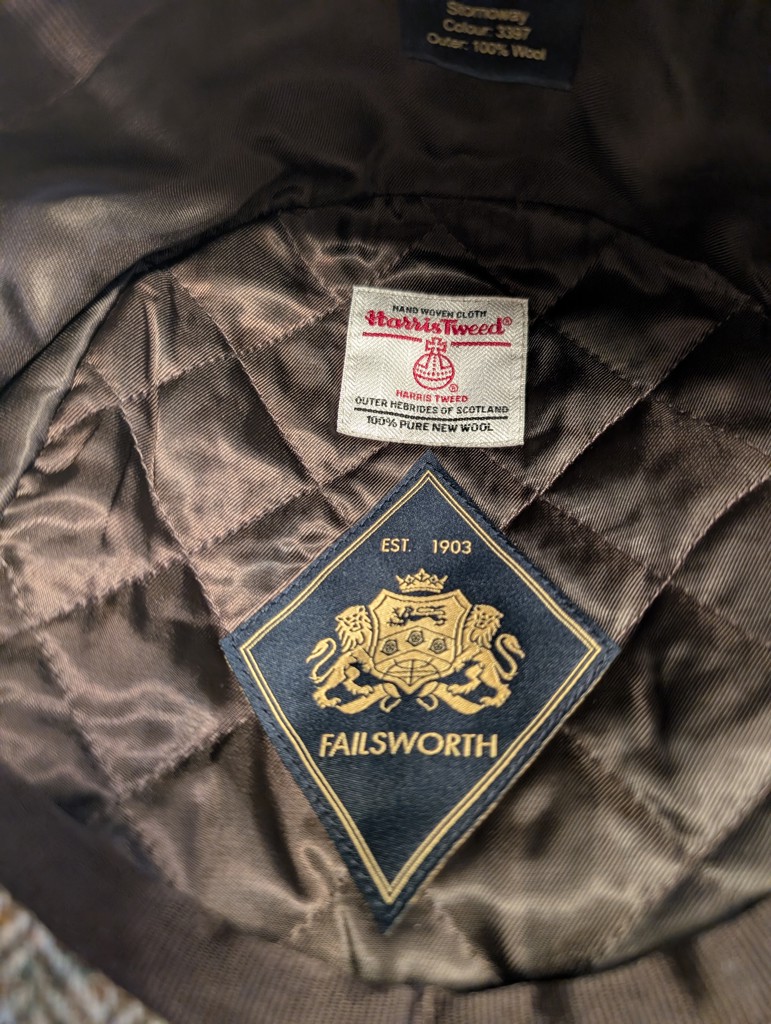 Stornoway
Colour: 3397
Outer: 100% Wool
HAND WOVEN CLOTH
Harris Tweed®
®
HARRIS TWEED
OUTER HEBRIDES OF SCOTLAND
100% PURE NEW WOOL
EST. 1903
FAILSWORTH